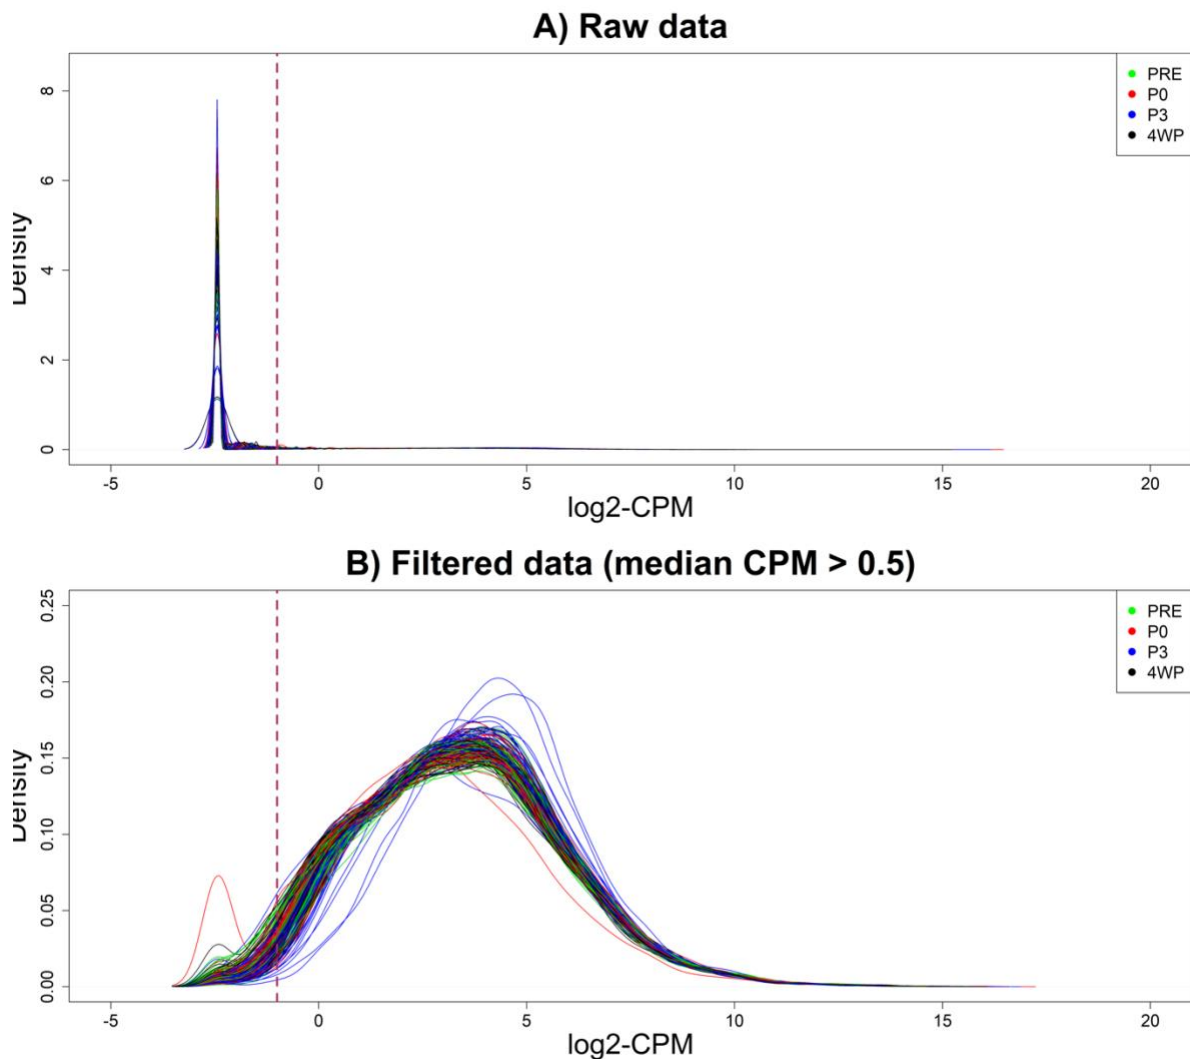 A) Raw data
PRE
P0
P3
4WP
8
6
4
2
0
Density
-5 0 5 10 15 20
log2-CPM
B) Filtered data (median CPM > 0.5)
PRE
P0
P3
4WP
0.25
0.20
0.15
0.10
0.05
0.00
Density
-5 0 5 10 15 20
log2-CPM